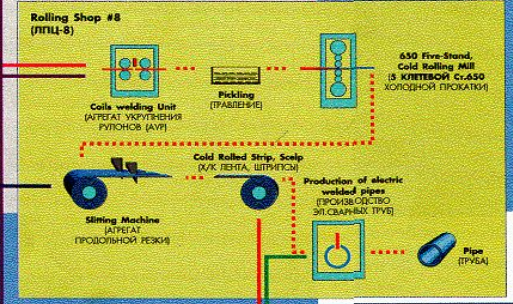 Rolling Shop #8
(ЛПЦ-8)
650 Five-Stand,
Cold Rolling Mill
(5 КЛЕТЕВОЙ Ст.650
ХОЛОДНОЙ ПРОКАТКИ)
Coils welding Unit
(АГРЕГАТ УКРУПНЕНИЯ
РУЛОНОВ (АУР)
Pickling
(ТРАВЛЕНИЕ)
Cold Rolled Strip, Scelp
(Х/К ЛЕНТА, ШТРИПСЫ)
Production of electric
welded pipes
(ПРОИЗВОДСТВО
ЭЛ.СВАРНЫХ ТРУБ)
Slitting Machine
(АГРЕГАТ
ПРОДОЛЬНОЙ РЕЗКИ)
Pipe
(ТРУБА)